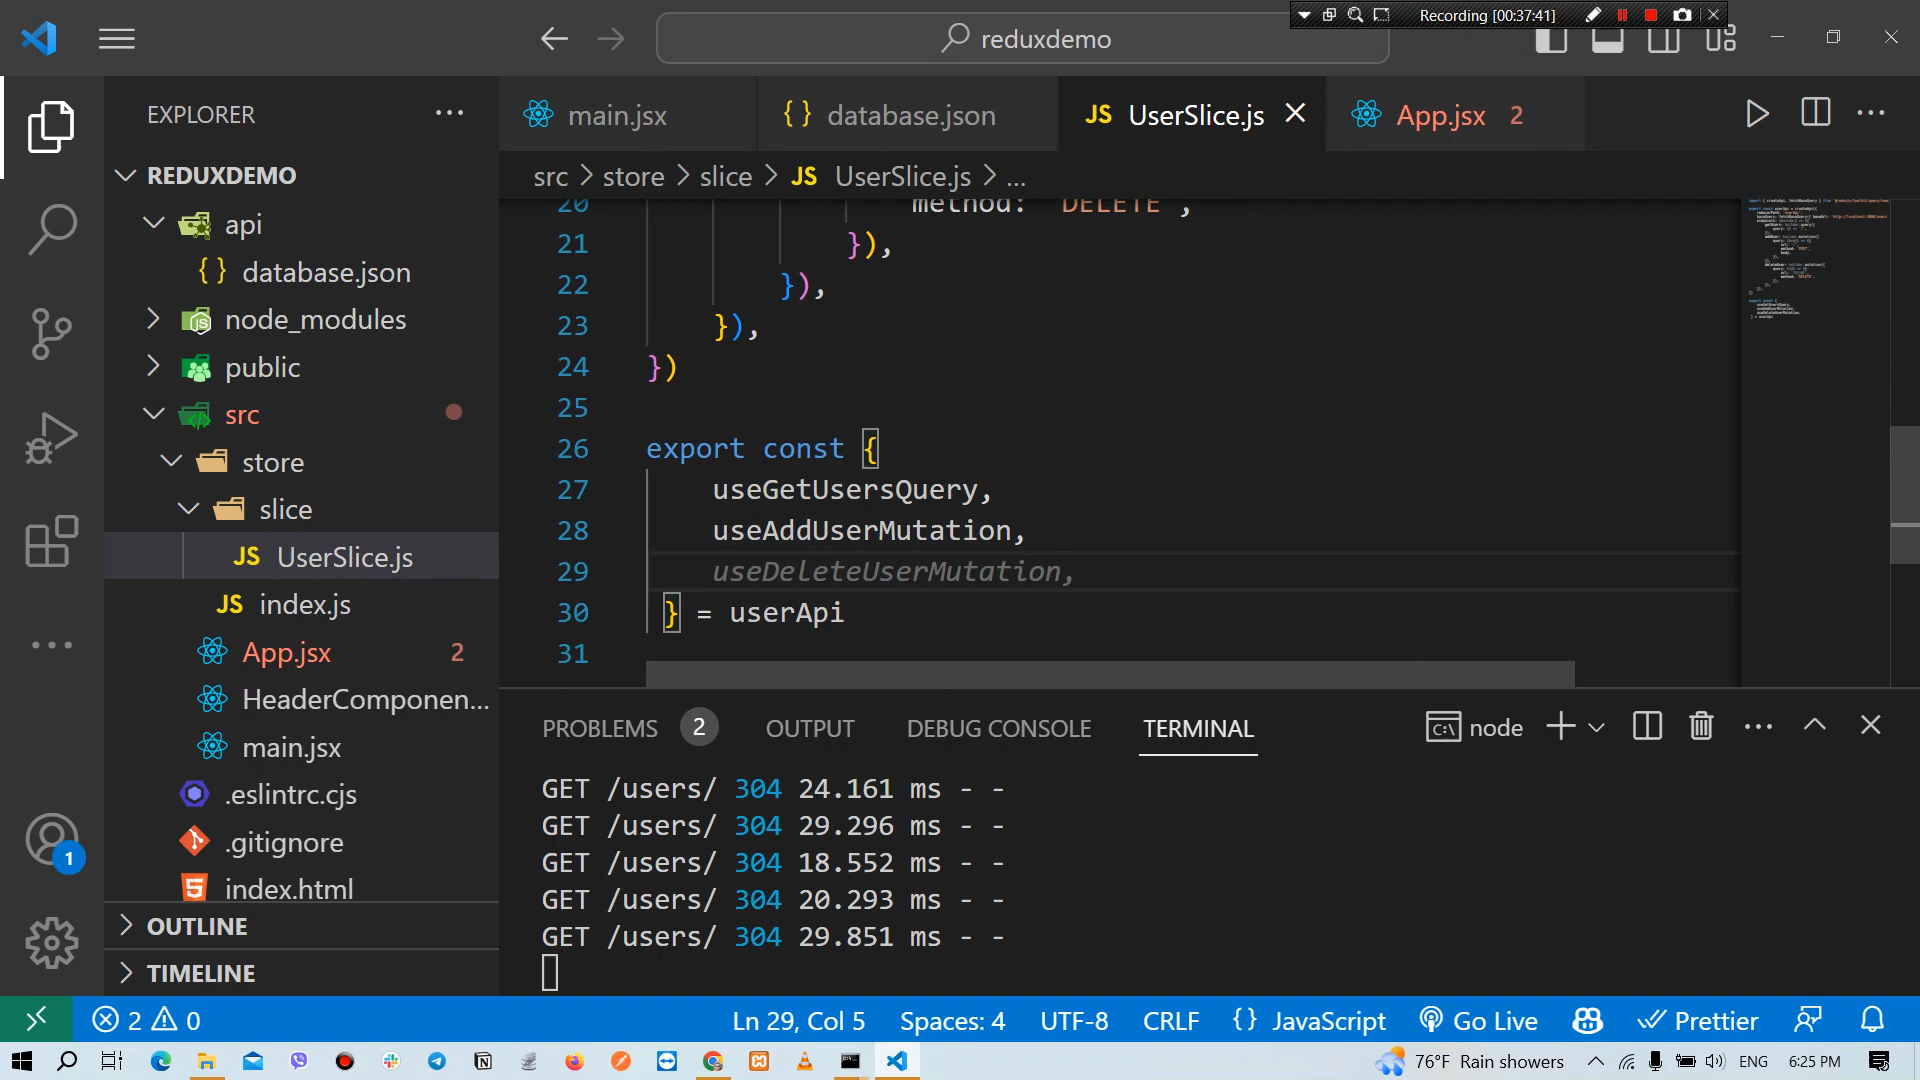 Recording [00:37:41]
reduxdemo
EXPLORER
main.jsx
{ } database.json
JS UserSlice.js
App.jsx 2
REDUXDEMO
src > store > slice > JS UserSlice.js > ...
api
{ } database.json
node_modules
public
src
store
slice
JS UserSlice.js
JS index.js
App.jsx 2
HeaderComponen...
main.jsx
.eslintrc.cjs
.gitignore
index.html
OUTLINE
TIMELINE
20 method: 'DELETE',
21 }),
22 }),
23 }),
24 })
25
26 export const {
27 useGetUsersQuery,
28 useAddUserMutation,
29 useDeleteUserMutation,
30 } = userApi
31
PROBLEMS 2 OUTPUT DEBUG CONSOLE TERMINAL
node
GET /users/ 304 24.161 ms - -
GET /users/ 304 29.296 ms - -
GET /users/ 304 18.552 ms - -
GET /users/ 304 20.293 ms - -
GET /users/ 304 29.851 ms - -
1
2 0
Ln 29, Col 5 Spaces: 4 UTF-8 CRLF { } JavaScript Go Live Prettier
76°F Rain showers ENG 6:25 PM